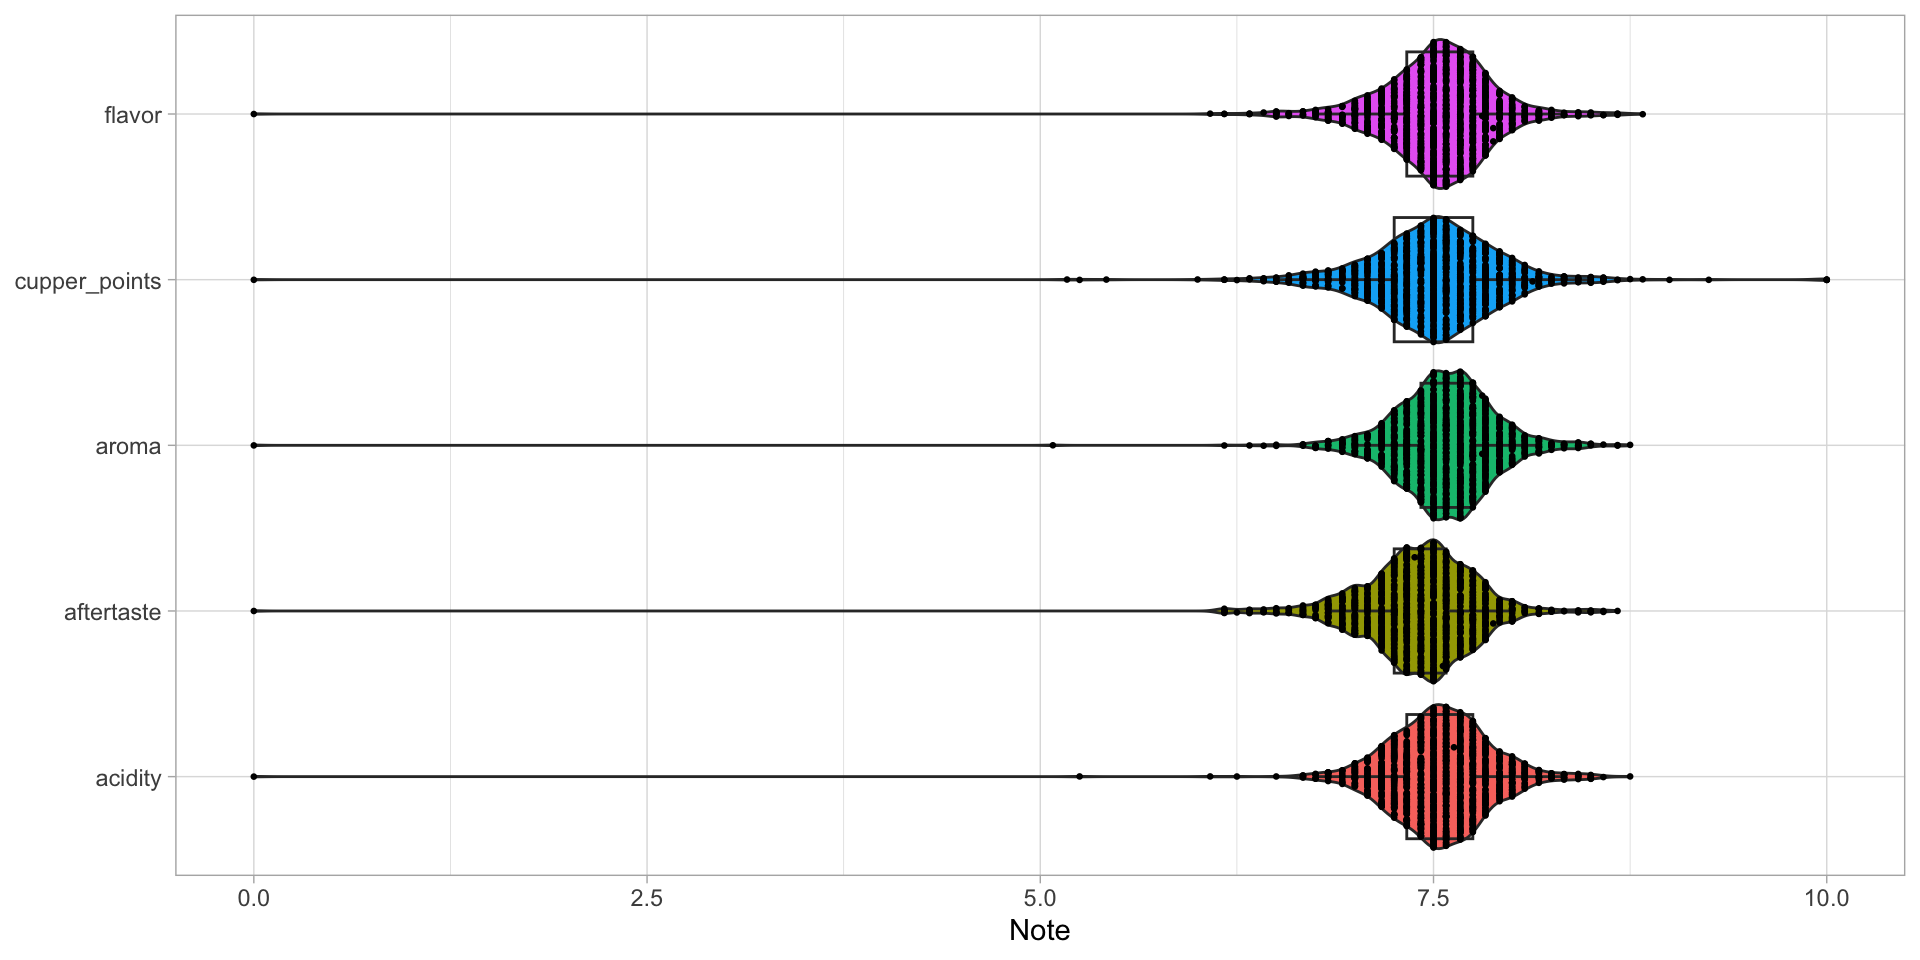 flavor
cupper_points
aroma
aftertaste
acidity
0.0 2.5 5.0 7.5 10.0
Note